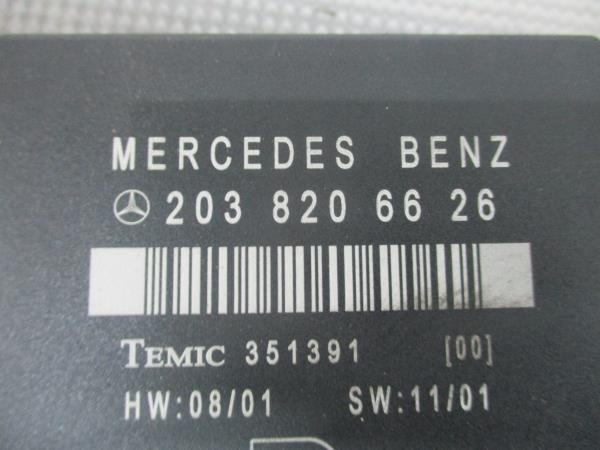 MERCEDES BENZ
203 820 66 26
TEMIC 351391 [00]
HW:08/01 SW:11/01